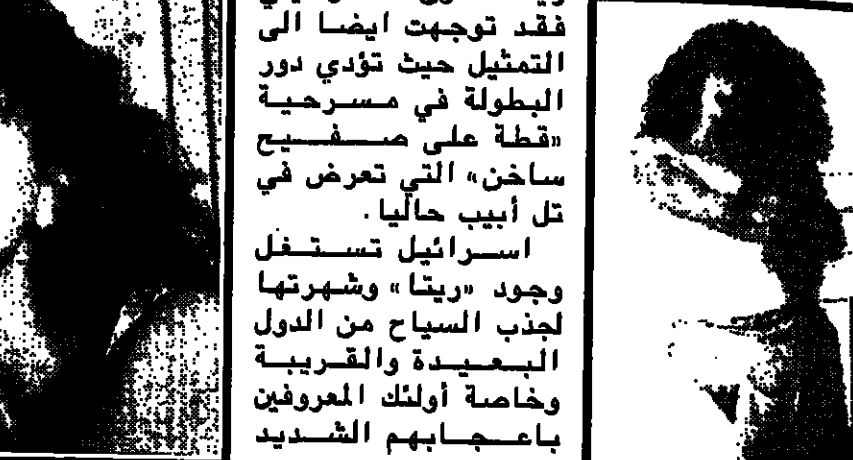 فقد توجهت ايضا الى
التمثيل حيث تؤدي دور
البطولة في مسرحية
«قطة على صفيح
ساخن» التي تعرض في
تل أبيب حاليا.
اسرائيل تستغل
وجود «ريتا» وشهرتها
لجذب السياح من الدول
البعيدة والقريبة
وخاصة أولئك المعروفين
باعجابهم الشديد